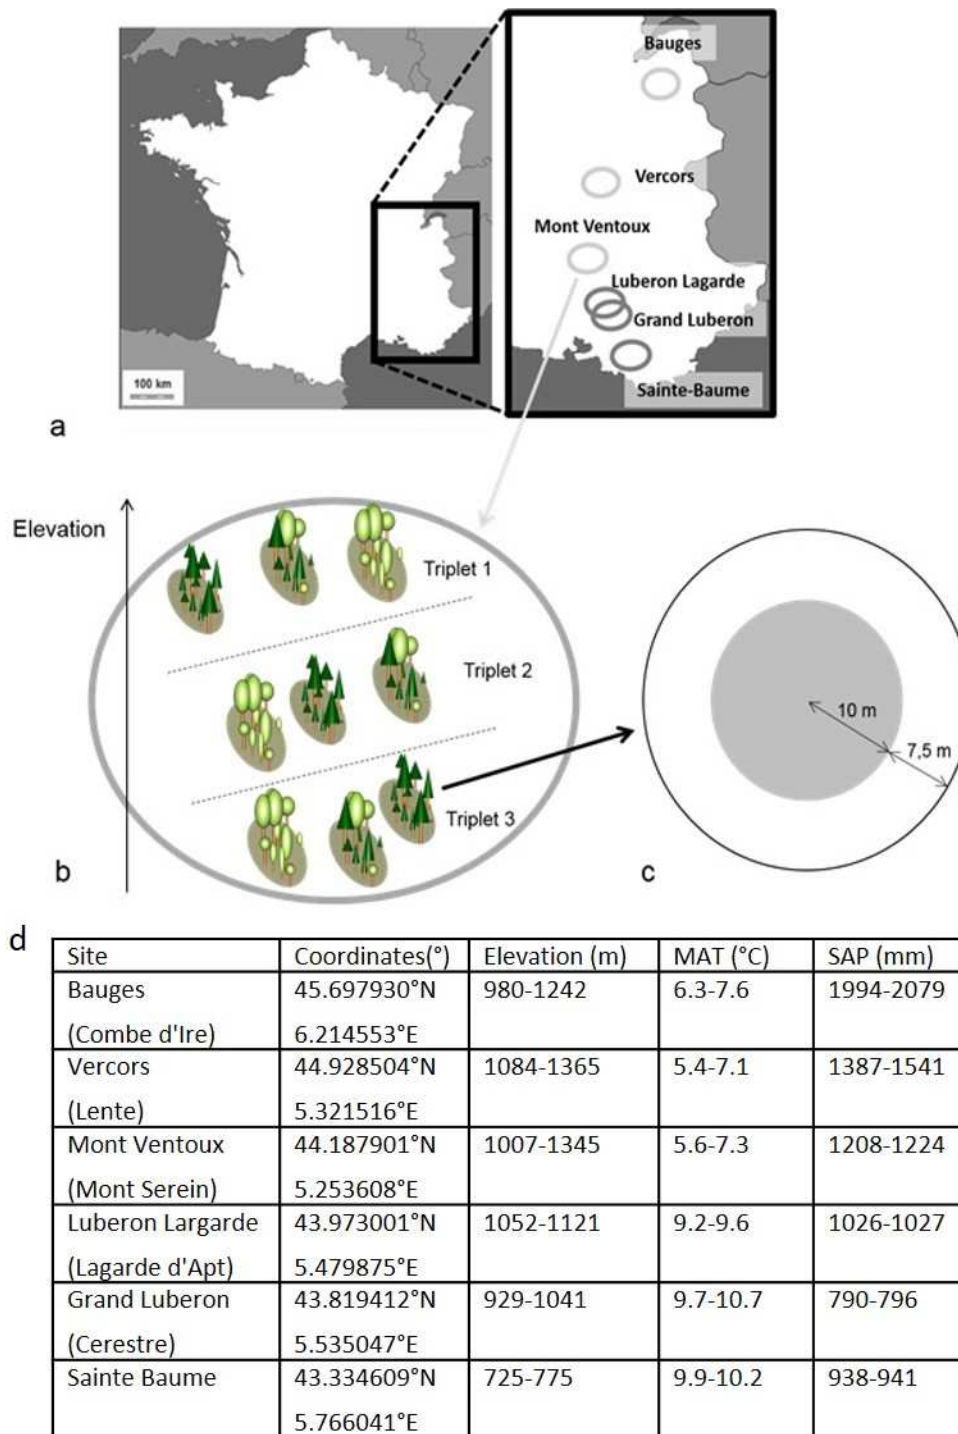 Bauges
Vercors
Mont Ventoux
Luberon Lagarde
Grand Luberon
Sainte-Baume
100 km
a
Elevation
Triplet 1
Triplet 2
Triplet 3
b
10 m
7,5 m
c
d
Site Coordinates(°) Elevation (m) MAT (°C) SAP (mm)
Bauges 45.697930°N 980-1242 6.3-7.6 1994-2079
(Combe d'Ire) 6.214553°E
Vercors 44.928504°N 1084-1365 5.4-7.1 1387-1541
(Lente) 5.321516°E
Mont Ventoux 44.187901°N 1007-1345 5.6-7.3 1208-1224
(Mont Serein) 5.253608°E
Luberon Largarde 43.973001°N 1052-1121 9.2-9.6 1026-1027
(Lagarde d'Apt) 5.479875°E
Grand Luberon 43.819412°N 929-1041 9.7-10.7 790-796
(Cerestre) 5.535047°E
Sainte Baume 43.334609°N 725-775 9.9-10.2 938-941
5.766041°E